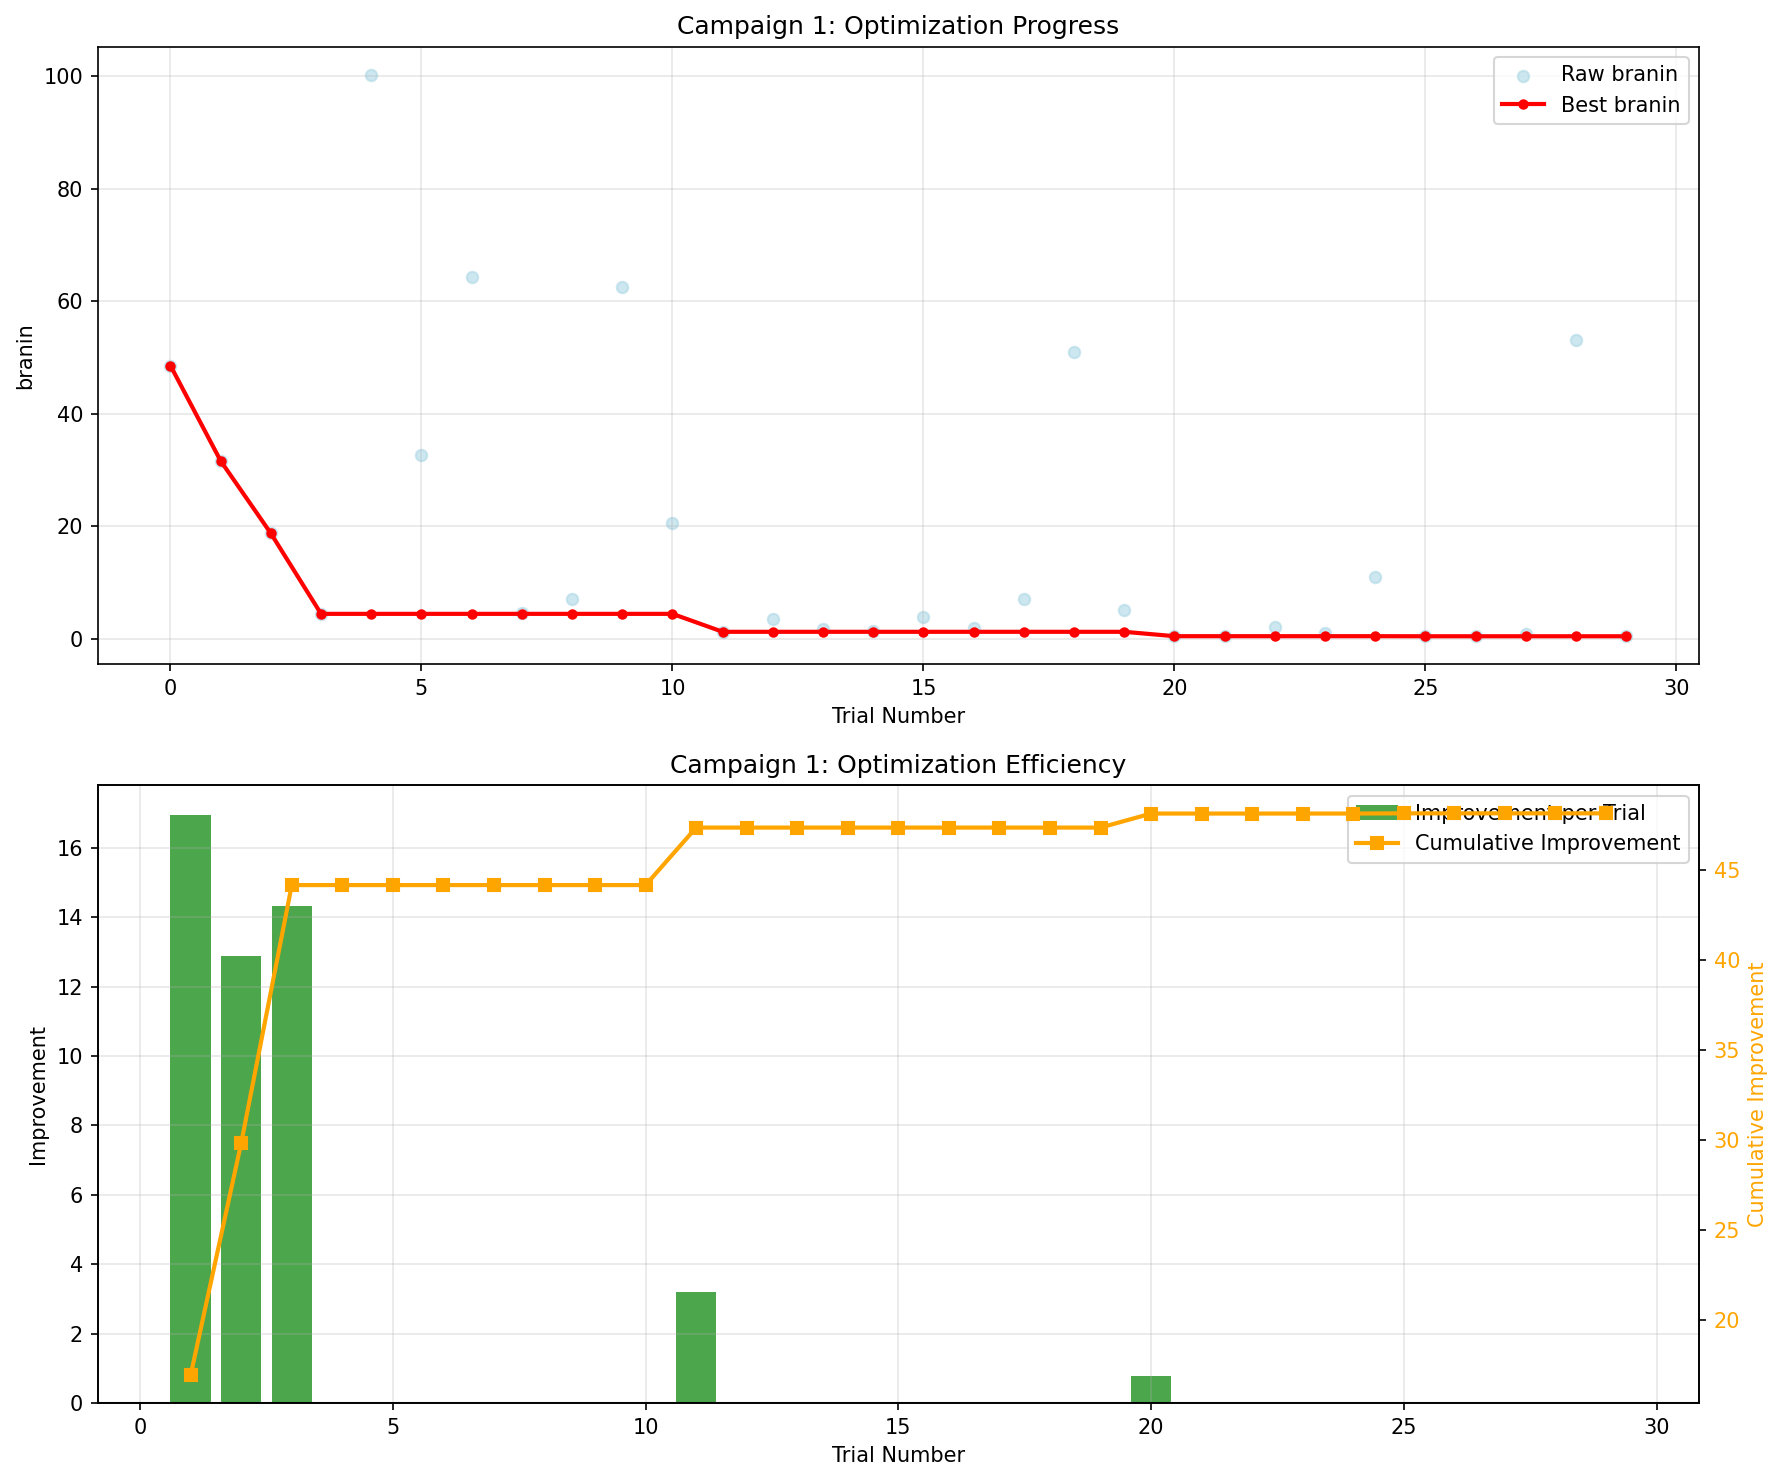 Campaign 1: Optimization Progress
100
80
60
40
20
0
branin
Raw branin
Best branin
0 5 10 15 20 25 30
Trial Number
Campaign 1: Optimization Efficiency
16
14
12
10
8
6
4
2
0
Improvement
Improvement per Trial
Cumulative Improvement
45
40
35
30
25
20
Cumulative Improvement
0 5 10 15 20 25 30
Trial Number